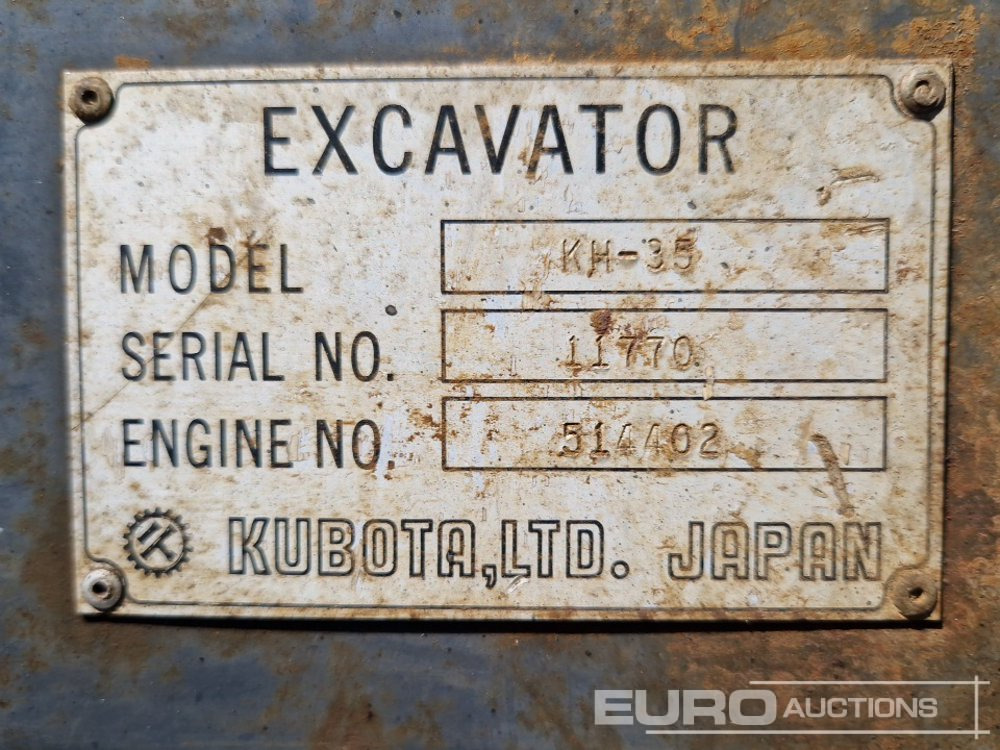 EXCAVATOR
MODEL KH-35
SERIAL NO. 11770
ENGINE NO. 514402
KUBOTA,LTD. JAPAN
EURO AUCTIONS